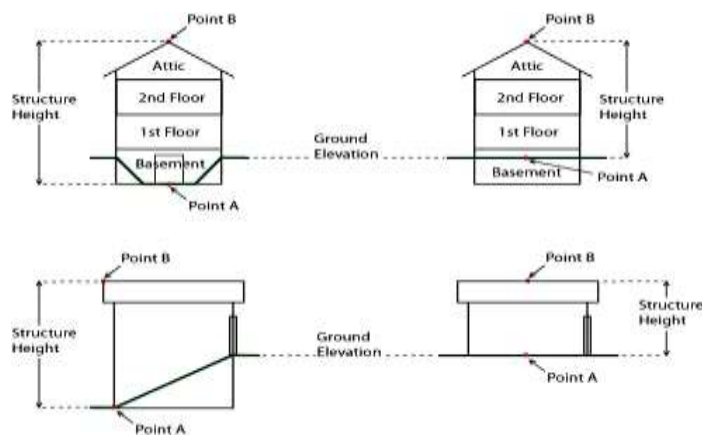 Point B
Attic
2nd Floor
1st Floor
Basement
Point A
Structure
Height
Ground
Elevation
Point B
Attic
2nd Floor
1st Floor
Basement
Point A
Structure
Height
Point B
Structure
Height
Point A
Ground
Elevation
Point B
Structure
Height
Point A